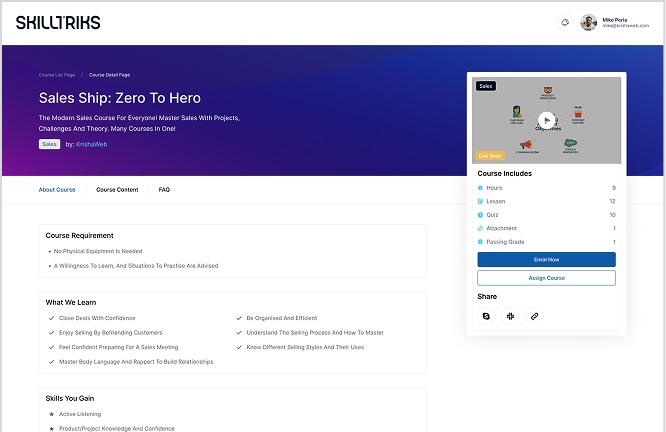 SKILLTRIKS
Mike Peria
mike@krishaweb.com
Course List Page / Course Detail Page
Sales Ship: Zero To Hero
The Modern Sales Course For Everyone! Master Sales With Projects,
Challenges And Theory. Many Courses In One!
Sales by: KrishaWeb
Sales
PRODUCT
KNOWLEDGE
Objectives
Due Soon
Course Includes
Hours 9
Lesson 12
Quiz 10
Attachment 1
Passing Grade 1
Enrol Now
Assign Course
Share
About Course
Course Content
FAQ
Course Requirement
No Physical Equipment Is Needed
A Willingness To Learn, And Situations To Practise Are Advised
What We Learn
Close Deals With Confidence
Be Organised And Efficient
Enjoy Selling By Befriending Customers
Understand The Selling Process And How To Master
Feel Confident Preparing For A Sales Meeting
Know Different Selling Styles And Their Uses
Master Body Language And Rapport To Build Relationships
Skills You Gain
Active Listening
Product/Project Knowledge And Confidence